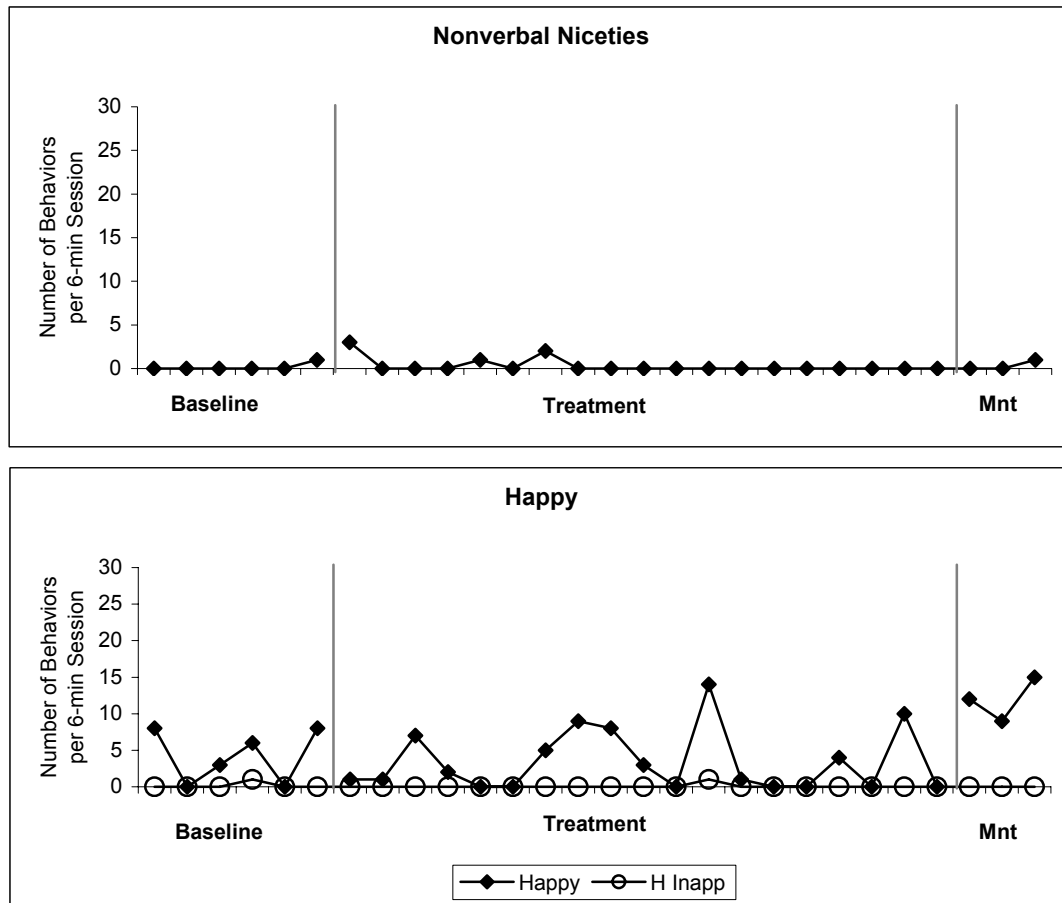 Nonverbal Niceties
Number of Behaviors
per 6-min Session
30
25
20
15
10
5
0
Baseline
Treatment
Mnt
Happy
Number of Behaviors
per 6-min Session
30
25
20
15
10
5
0
Baseline
Treatment
Mnt
Happy
H Inapp